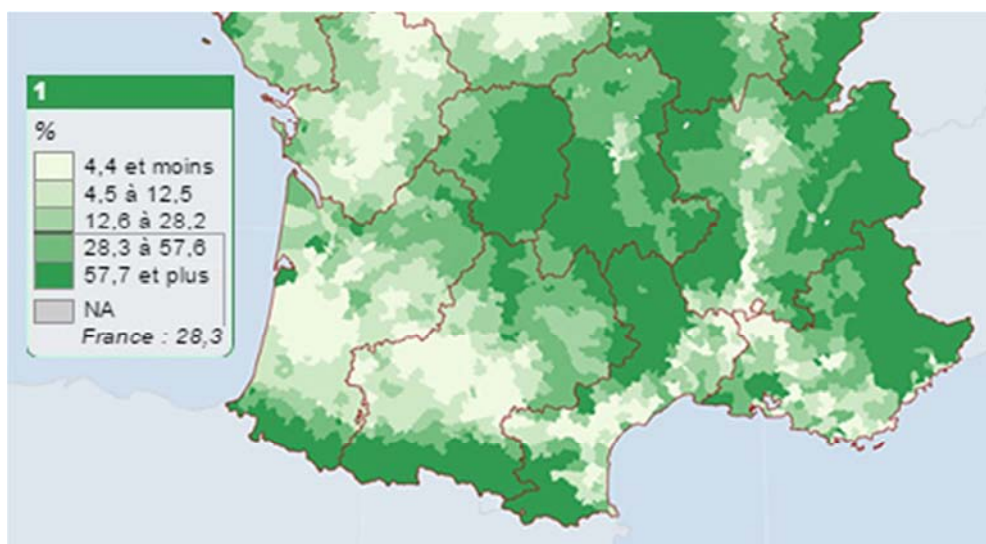 1
%
4,4 et moins
4,5 à 12,5
12,6 à 28,2
28,3 à 57,6
57,7 et plus
NA
France : 28,3